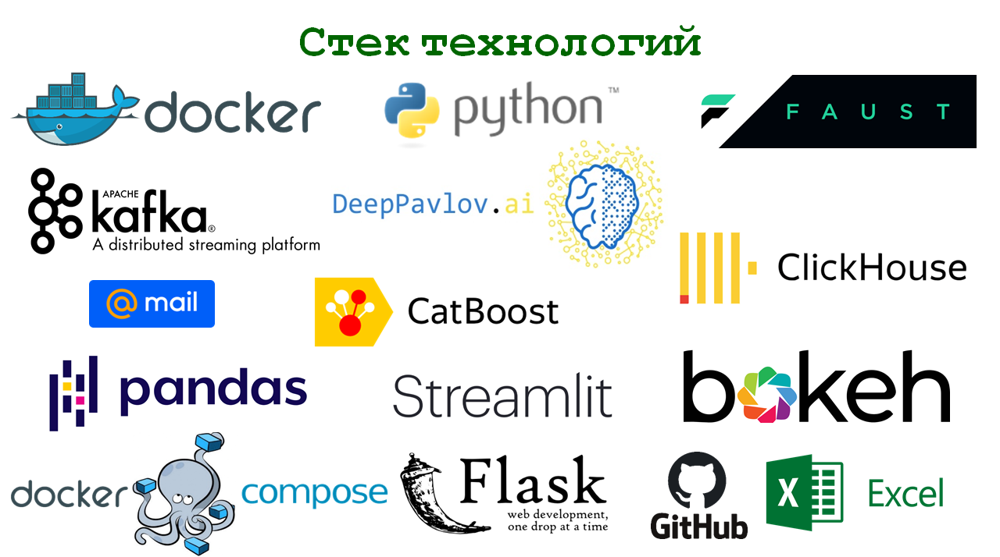 Стек технологий
docker
python™
FAUST
APACHE
kafka®
A distributed streaming platform
DeepPavlov.ai
ClickHouse
@mail
CatBoost
pandas
Streamlit
bokeh
docker compose
Flask
web development,
one drop at a time
GitHub
X Excel